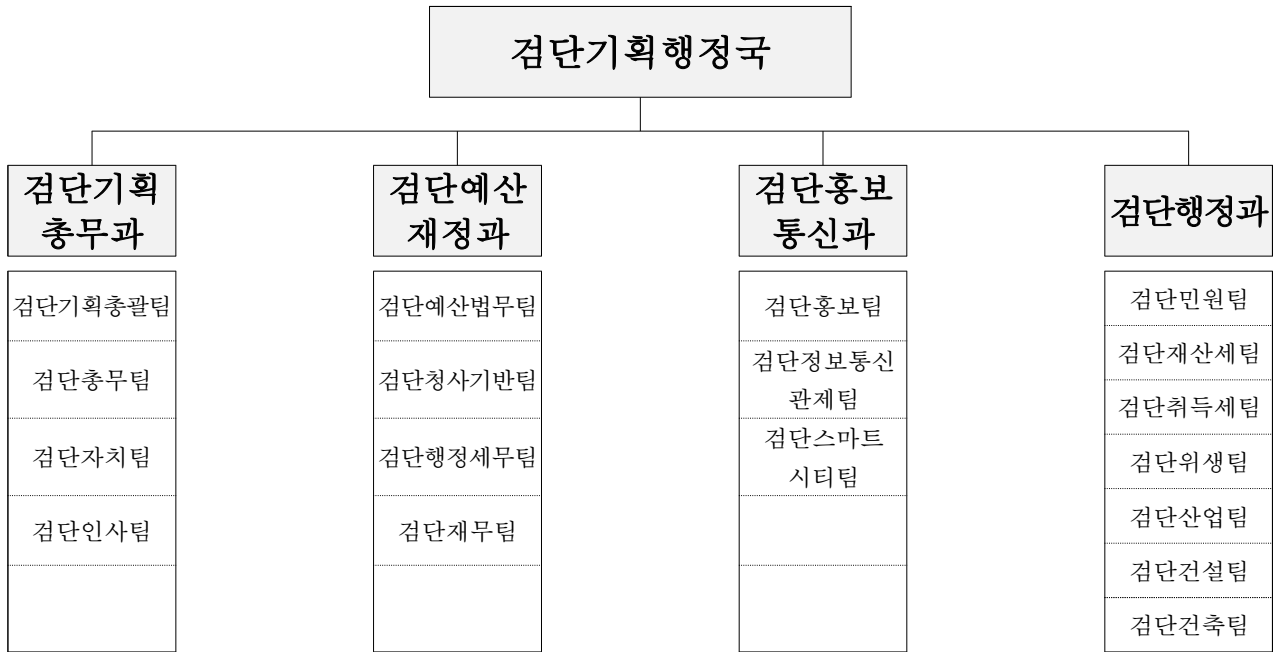 검단기획행정국
검단기획
총무과
검단기획총괄팀
검단총무팀
검단자치팀
검단인사팀
검단예산
재정과
검단예산법무팀
검단청사기반팀
검단행정세무팀
검단재무팀
검단홍보
통신과
검단홍보팀
검단정보통신
관제팀
검단스마트
시티팀
검단행정과
검단민원팀
검단재산세팀
검단취득세팀
검단위생팀
검단산업팀
검단건설팀
검단건축팀